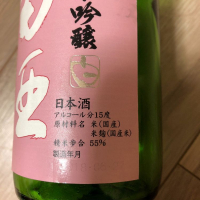 吟醸
酒
日本酒
アルコール分15度
原材料名 米(国産)
米麹(国産米)
精米歩合 55%
製造年月